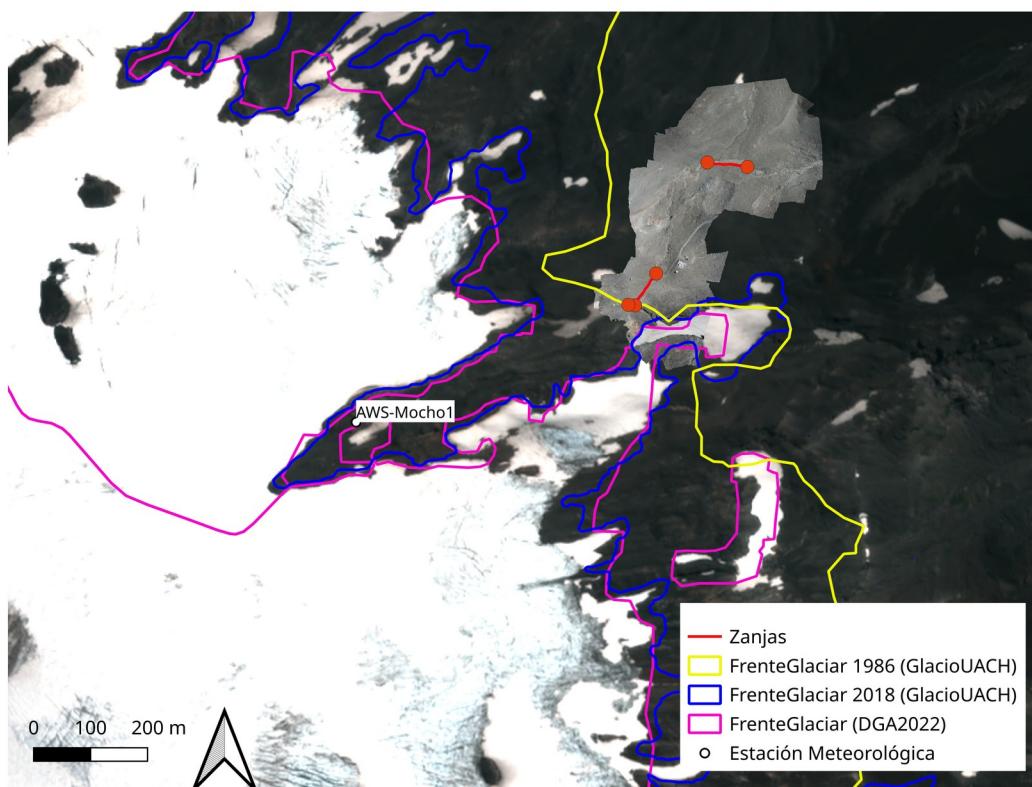 AWS-Mocho1
Zanjas
FrenteGlaciar 1986 (GlacioUACH)
FrenteGlaciar 2018 (GlacioUACH)
FrenteGlaciar (DGA2022)
Estación Meteorológica
0 100 200 m